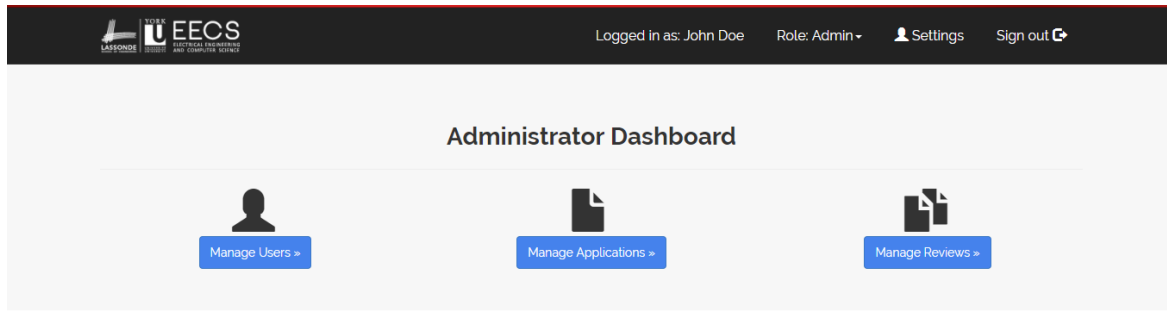 LASSONDE
YORK
U
EECS
ELECTRICAL ENGINEERING
AND COMPUTER SCIENCE
Logged in as: John Doe
Role: Admin
Settings
Sign out
Administrator Dashboard
Manage Users »
Manage Applications »
Manage Reviews »